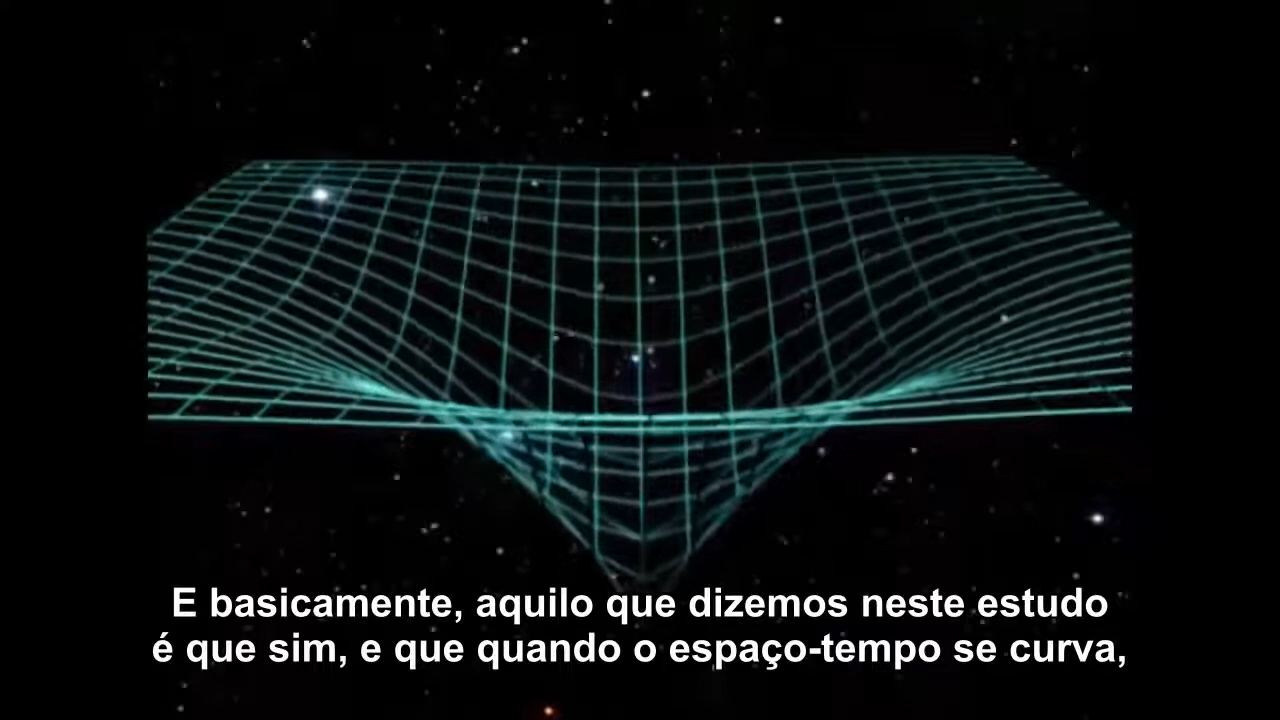 E basicamente, aquilo que dizemos neste estudo
é que sim, e que quando o espaço-tempo se curva,